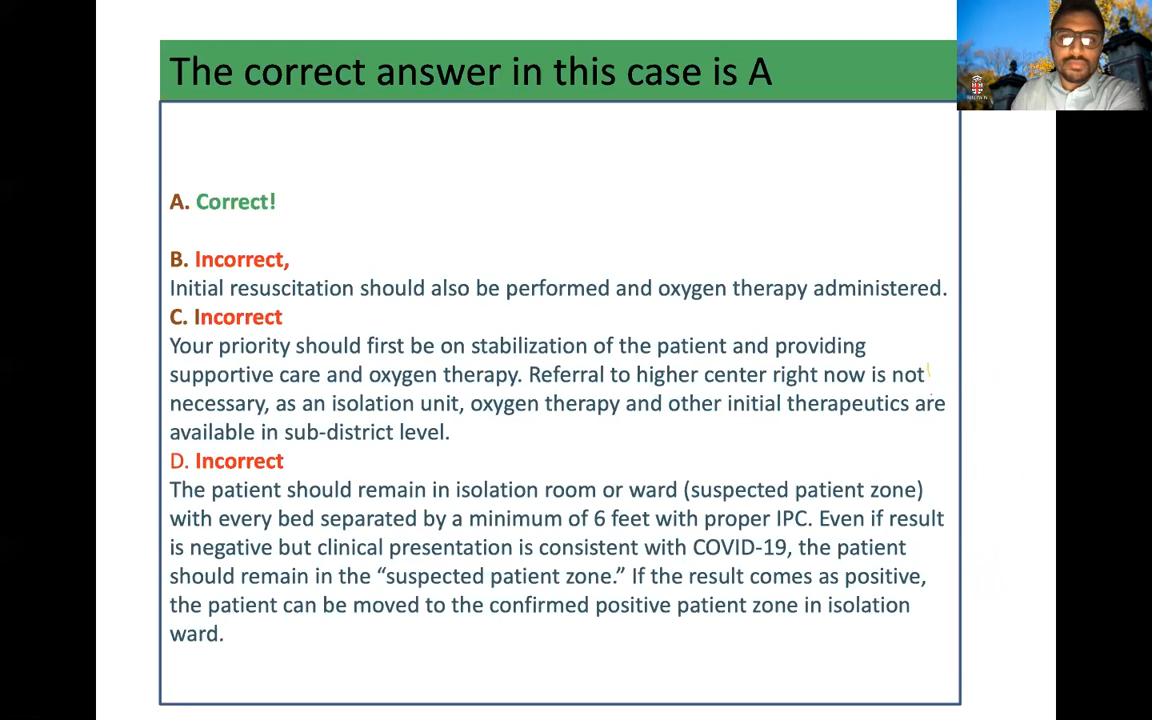 The correct answer in this case is A
A. Correct!
B. Incorrect,
Initial resuscitation should also be performed and oxygen therapy administered.
C. Incorrect
Your priority should first be on stabilization of the patient and providing
supportive care and oxygen therapy. Referral to higher center right now is not
necessary, as an isolation unit, oxygen therapy and other initial therapeutics are
available in sub-district level.
D. Incorrect
The patient should remain in isolation room or ward (suspected patient zone)
with every bed separated by a minimum of 6 feet with proper IPC. Even if result
is negative but clinical presentation is consistent with COVID-19, the patient
should remain in the “suspected patient zone.” If the result comes as positive,
the patient can be moved to the confirmed positive patient zone in isolation
ward.